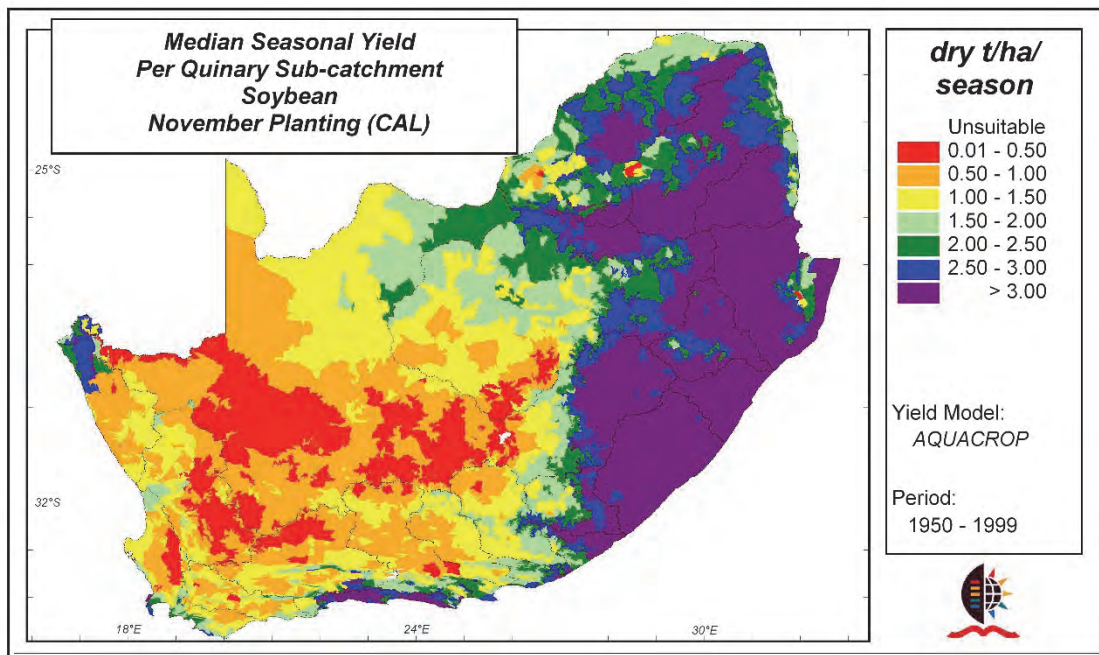 Median Seasonal Yield
Per Quinary Sub-catchment
Soybean
November Planting (CAL)
dry t/ha/
season
Unsuitable
0.01 - 0.50
0.50 - 1.00
1.00 - 1.50
1.50 - 2.00
2.00 - 2.50
2.50 - 3.00
> 3.00
Yield Model:
AQUACROP
Period:
1950 - 1999
25°S
32°S
18°E
24°E
30°E